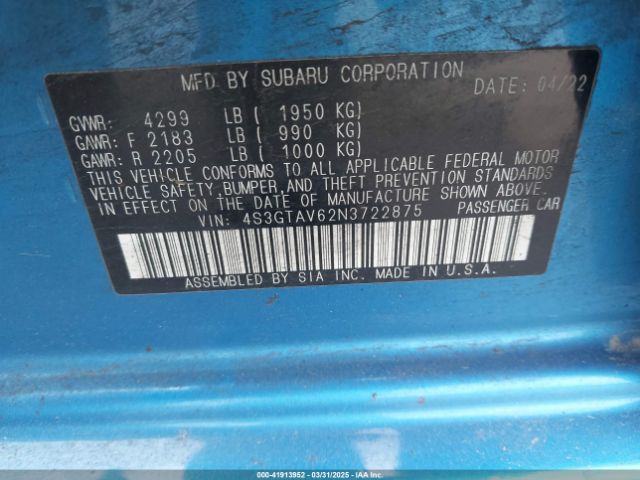 MFD BY SUBARU CORPORATION DATE: 04/22
GVWR: 4299 LB ( 1950 KG)
GAWR: F 2183 LB ( 990 KG)
GAWR: R 2205 LB ( 1000 KG)
THIS VEHICLE CONFORMS TO ALL APPLICABLE FEDERAL MOTOR
VEHICLE SAFETY, BUMPER, AND THEFT PREVENTION STANDARDS
IN EFFECT ON THE DATE OF MANUFACTURE SHOWN ABOVE.
VIN: 4S3GTAV62N3722875 PASSENGER CAR
ASSEMBLED BY SIA INC. MADE IN U.S.A.
000-41913952 - 03/31/2025 - IAAI.COM